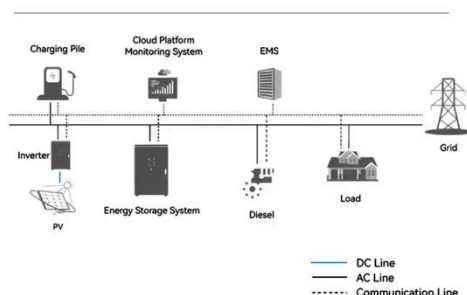 Charging Pile
Cloud Platform
Monitoring System
EMS
Grid
Inverter
PV
Energy Storage System
Diesel
Load
DC Line
AC Line
Communication Line